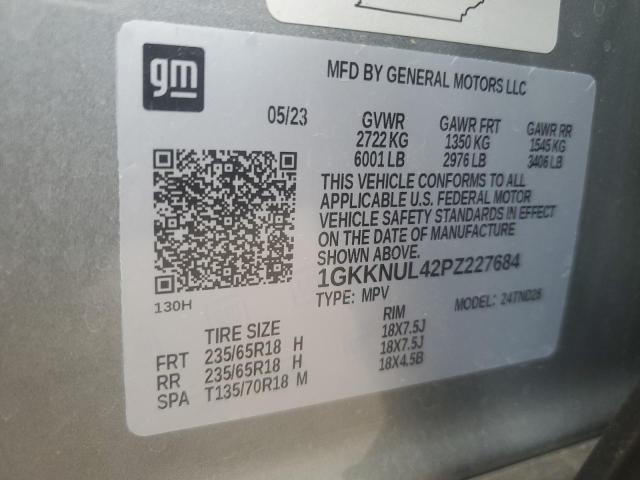 gm
MFD BY GENERAL MOTORS LLC
05/23 GVWR GAWR FRT GAWR RR
2722 KG 1350 KG 1545 KG
6001 LB 2976 LB 3406 LB
THIS VEHICLE CONFORMS TO ALL
APPLICABLE U.S. FEDERAL MOTOR
VEHICLE SAFETY STANDARDS IN EFFECT
ON THE DATE OF MANUFACTURE
SHOWN ABOVE.
1GKKNUL42PZ227684
130H TYPE: MPV MODEL: 24TND26
TIRE SIZE RIM
FRT 235/65R18 H 18X7.5J
RR 235/65R18 H 18X7.5J
SPA T135/70R18 M 18X4.5B